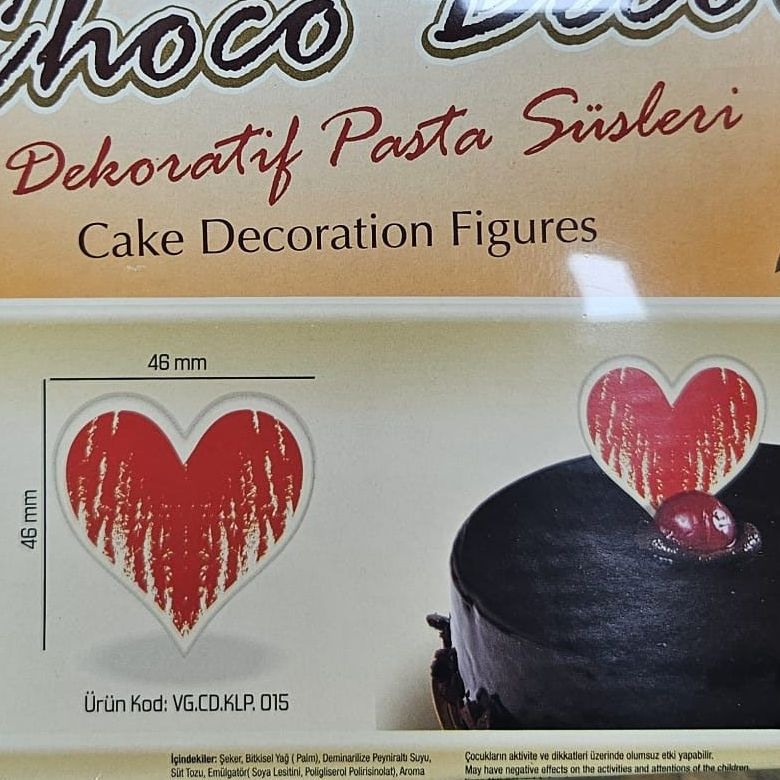 Choco Deco
Dekoratif Pasta Süsleri
Cake Decoration Figures
46 mm
46 mm
Ürün Kod: VG.CD.KLP. 015
İçindekiler: Şeker, Bitkisel Yağ ( Palm), Deminarilize Peyniraltı Suyu,
Süt Tozu, Emülgatör( Soya Lesitini, Poligliserol Polirisinolat), Aroma
Çocukların aktivite ve dikkatleri üzerinde olumsuz etki yapabilir.
May have negative effects on the activities and attentions of the children.